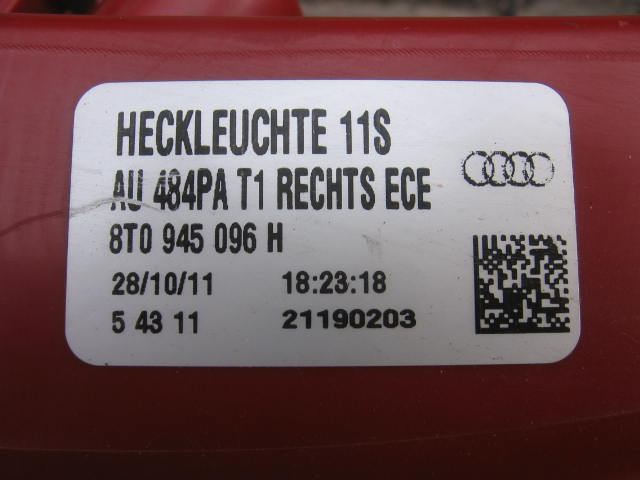 HECKLEUCHTE 11S
AU 484PA T1 RECHTS ECE
8T0 945 096 H
28/10/11 18:23:18
5 43 11 21190203